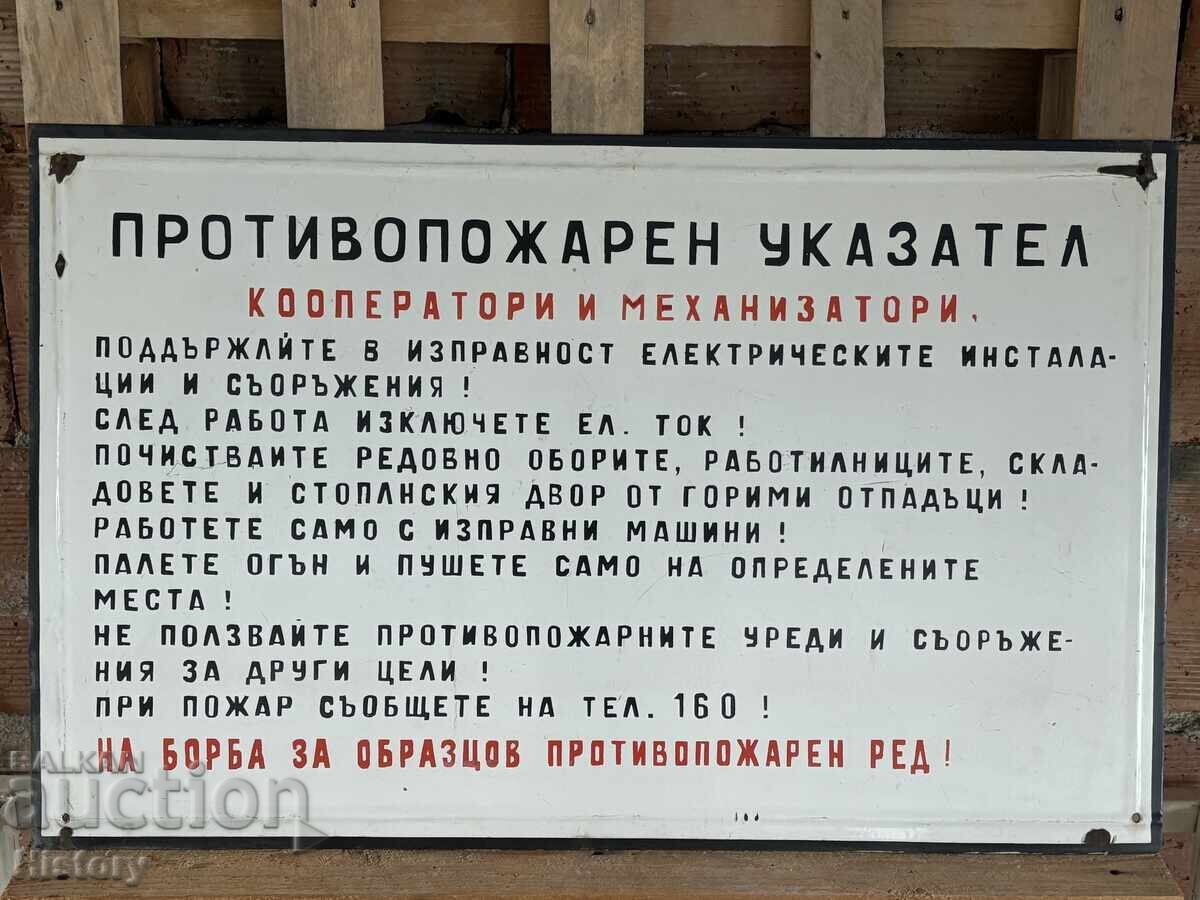 ПРОТИВОПОЖАРЕН УКАЗАТЕЛ
КООПЕРАТОРИ И МЕХАНИЗАТОРИ,
ПОДДЪРЖАЙТЕ В ИЗПРАВНОСТ ЕЛЕКТРИЧЕСКИТЕ ИНСТАЛА-
ЦИИ И СЪОРЪЖЕНИЯ!
СЛЕД РАБОТА ИЗКЛЮЧЕТЕ ЕЛ. ТОК!
ПОЧИСТВАИТЕ РЕДОВНО ОБОРИТЕ, РАБОТИЛНИЦИТЕ, СКЛА-
ДОВЕТЕ И СТОПАНСКИЯ ДВОР ОТ ГОРИМИ ОТПАДЪЦИ!
РАБОТЕТЕ САМО С ИЗПРАВНИ МАШИНИ!
ПАЛЕТЕ ОГЪН И ПУШЕТЕ САМО НА ОПРЕДЕЛЕНИТЕ
МЕСТА!
НЕ ПОЛЗВАЙТЕ ПРОТИВОПОЖАРНИТЕ УРЕДИ И СЪОРЪЖЕ-
НИЯ ЗА ДРУГИ ЦЕЛИ!
ПРИ ПОЖАР СЪОБЩЕТЕ НА ТЕЛ. 160!
НА БОРБА ЗА ОБРАЗЦОВ ПРОТИВОПОЖАРЕН РЕД!
BALKAN
auction
History